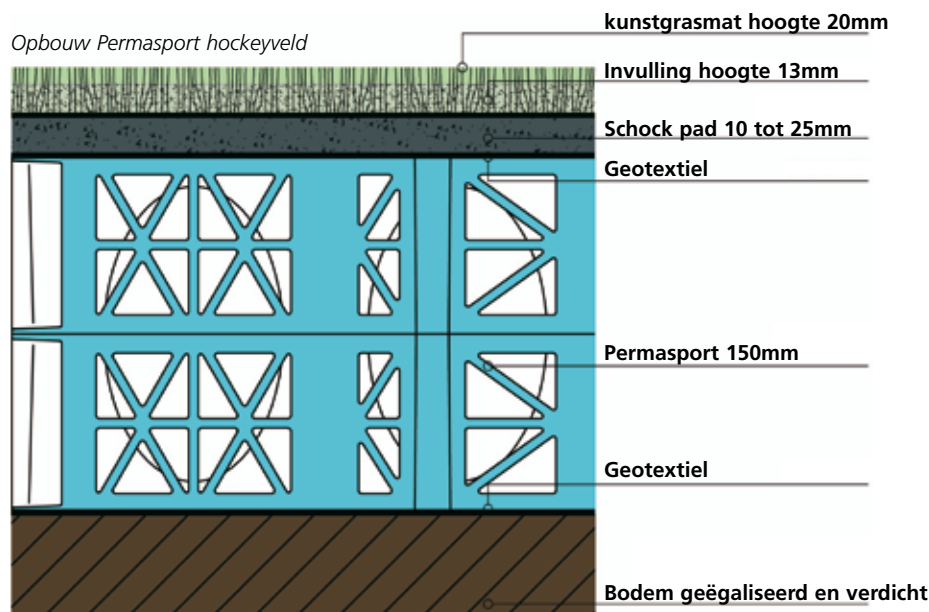 Opbouw Permasport hockeyveld
kunstgrasmat hoogte 20mm
Invulling hoogte 13mm
Schock pad 10 tot 25mm
Geotextiel
Permasport 150mm
Geotextiel
Bodem geëgaliseerd en verdicht